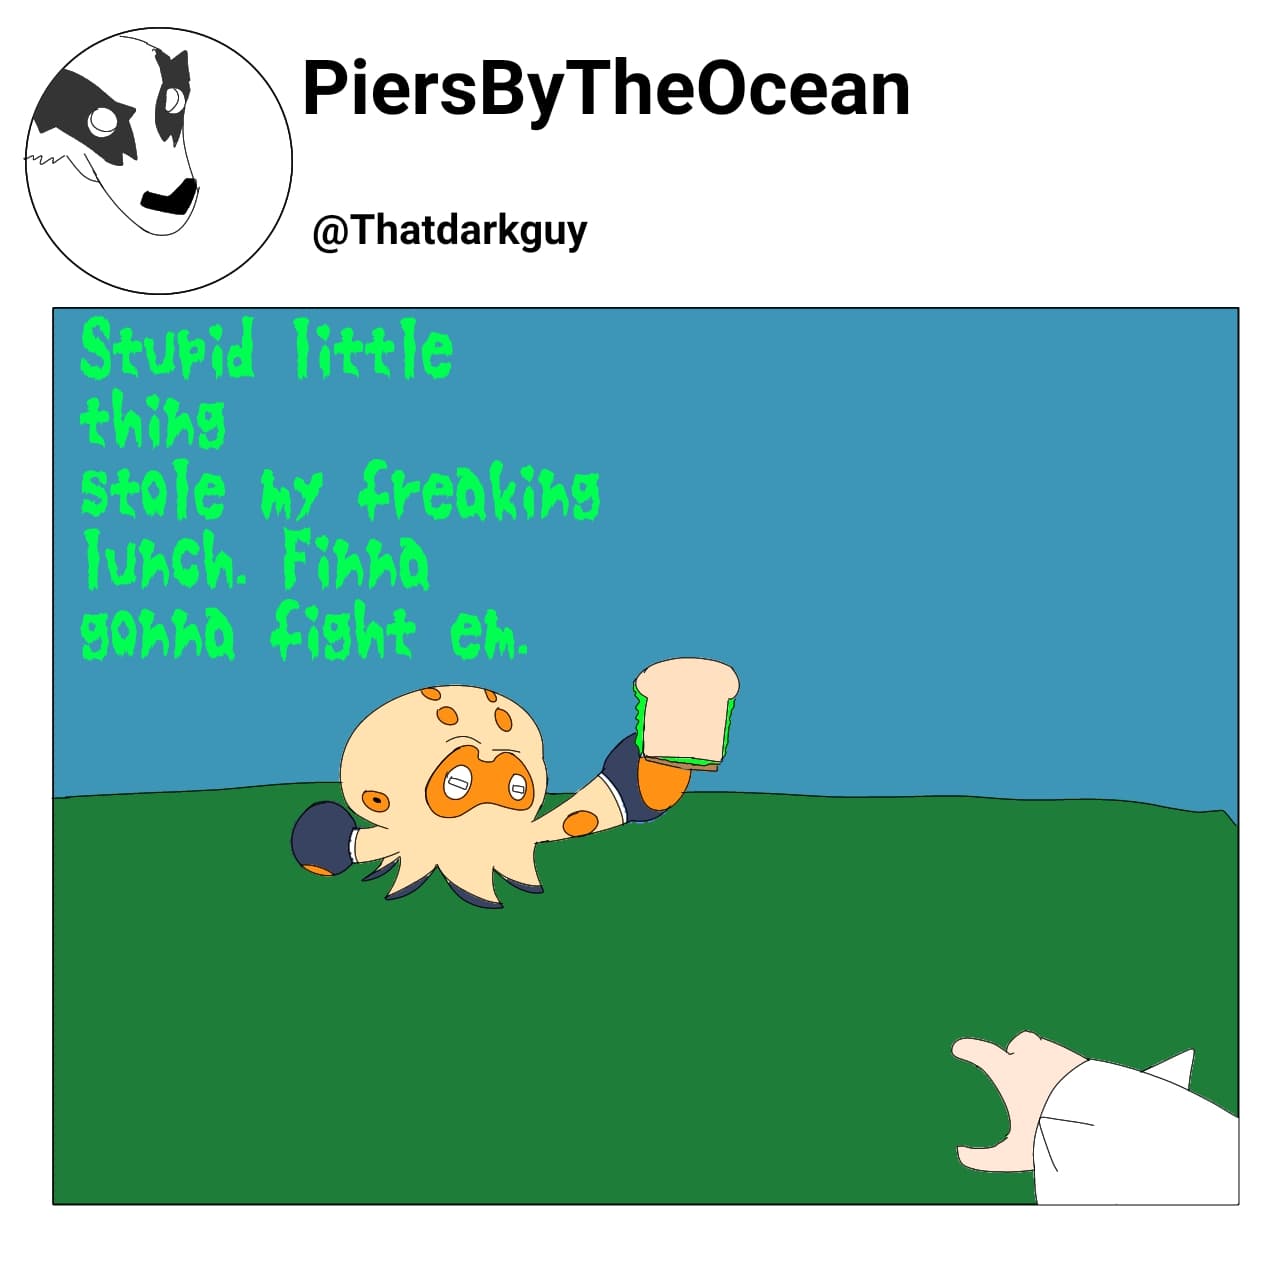 PiersByTheOcean
@Thatdarkguy
Stupid little
thing
stole my freaking
lunch. Finna
gonna fight em.